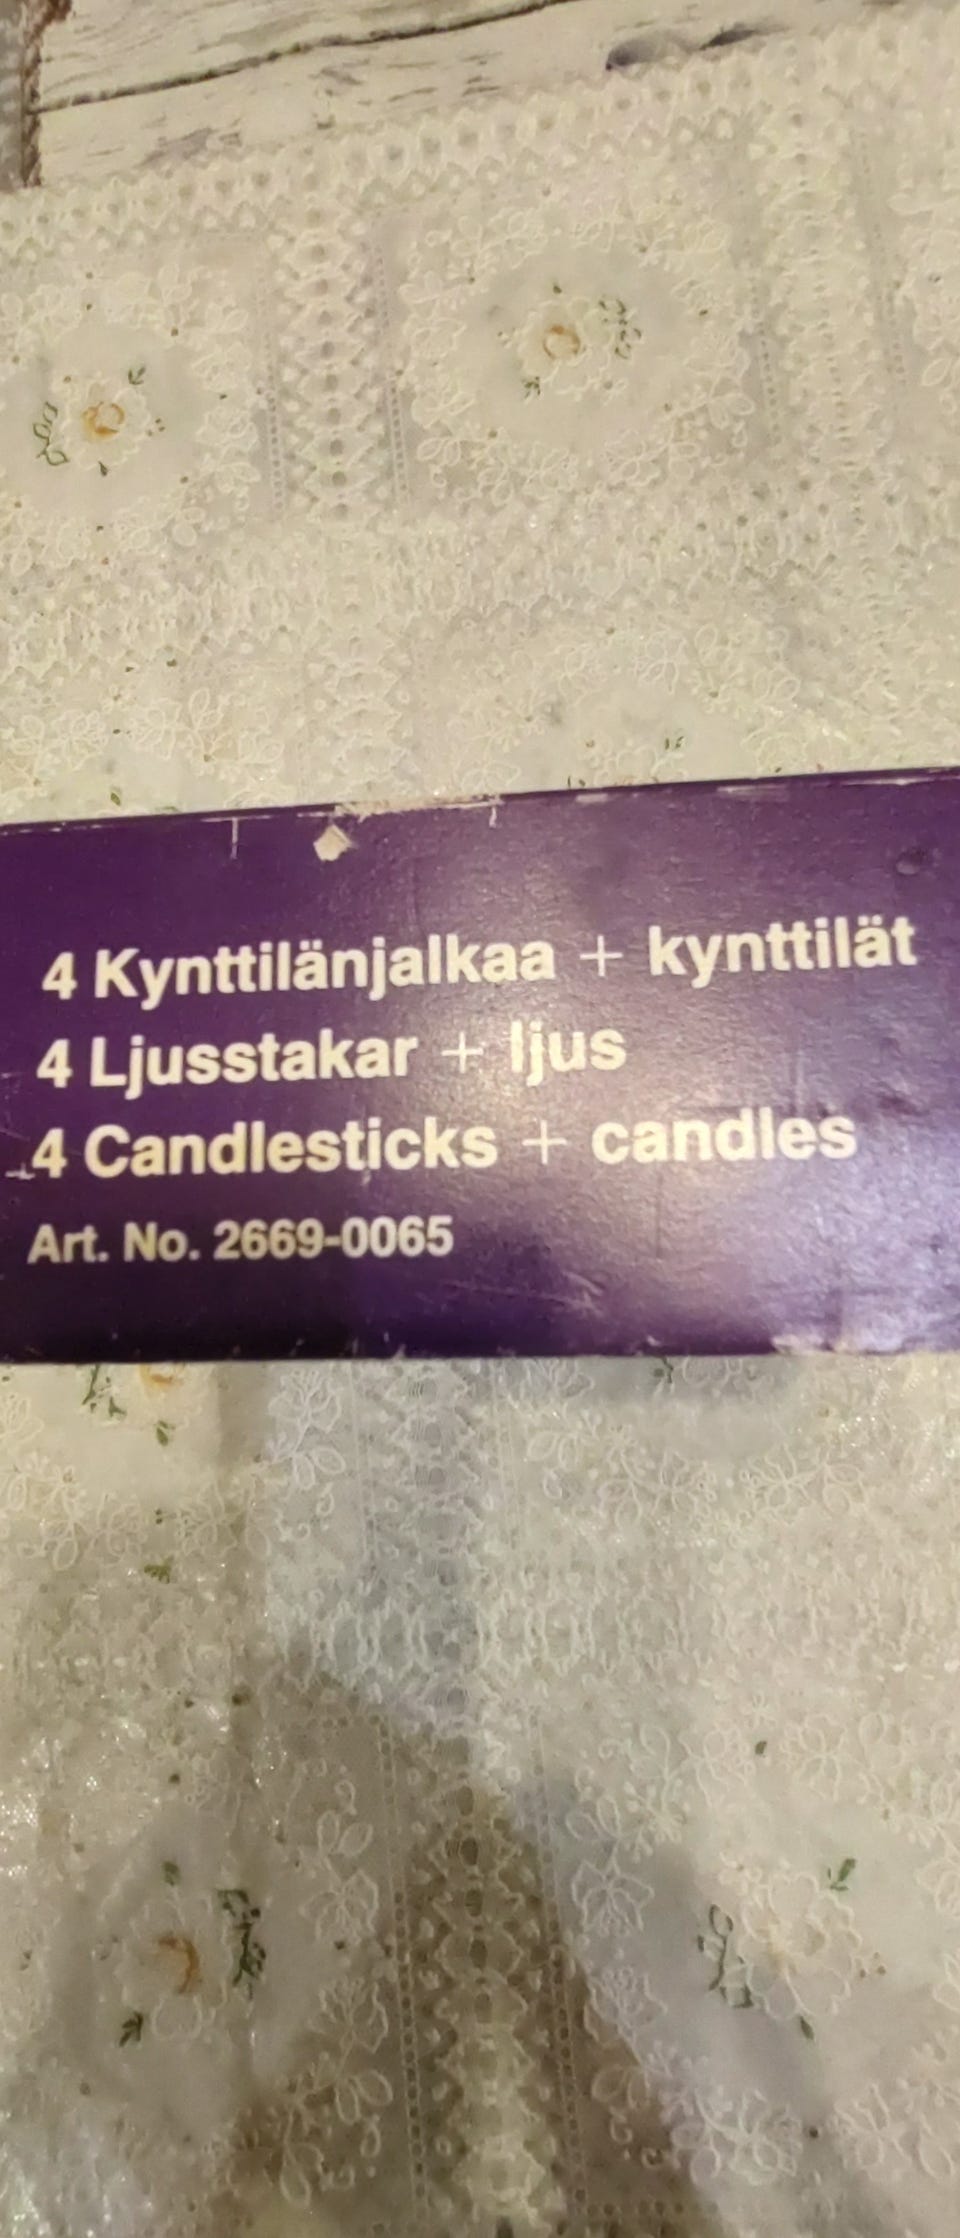 4 Kynttilänjalkaa + kynttilät
4 Ljusstakar + ljus
4 Candlesticks + candles
Art. No. 2669-0065